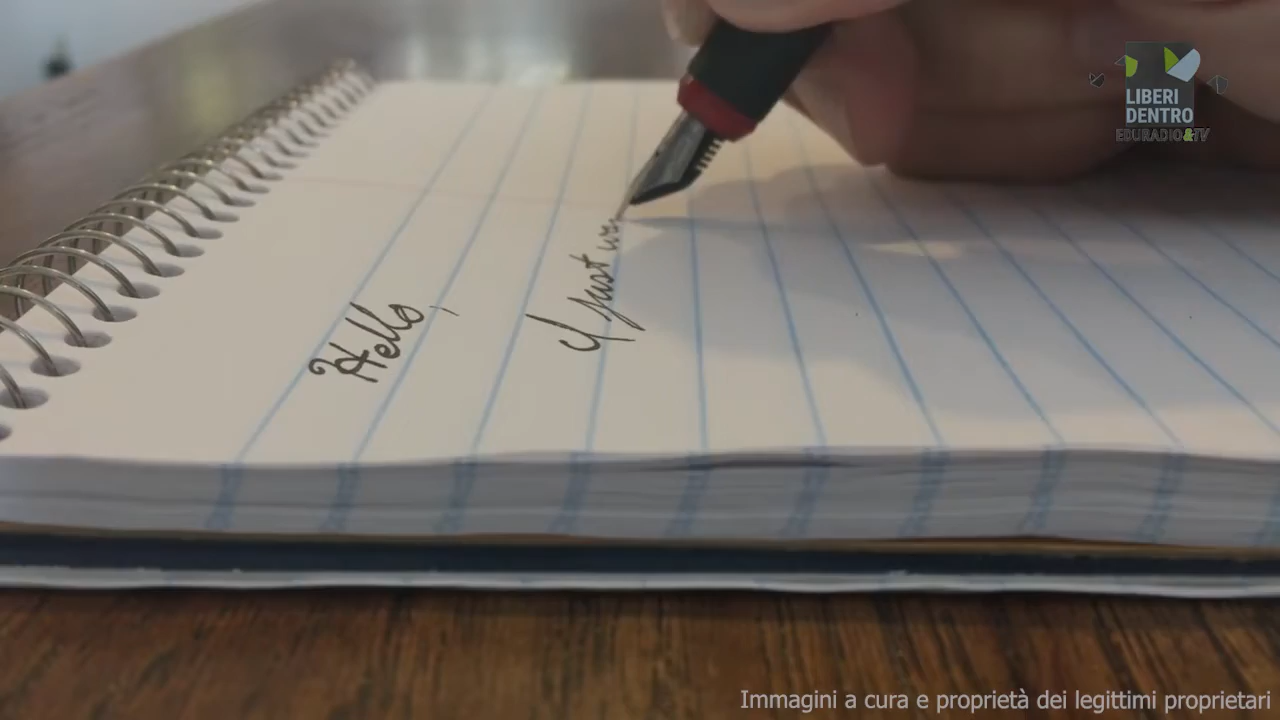 LIBERI
DENTRO
EDURADIO&TV
Hello,
I just
Immagini a cura e proprietà dei legittimi proprietari